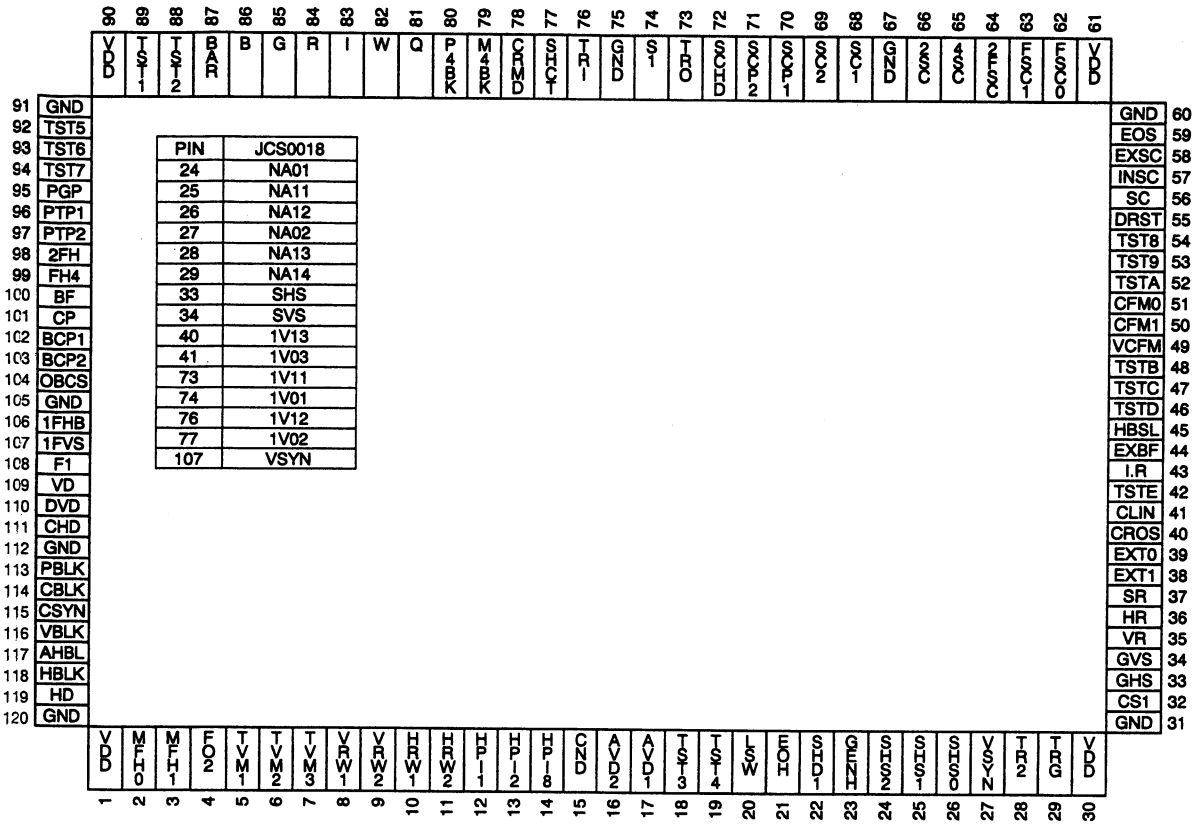 90 89 88 87 86 85 84 83 82 81 80 79 78 77 76 75 74 73 72 71 70 69 68 67 66 65 64 63 62 61
VDD TST1 TST2 BAR B G R I W Q P4BK M4BK CRMD SHCT TRI GND S1 TRO SCHD SCP2 SCP1 SC2 SC1 GND 2SC 4SC 2FSC FSC1 FSC0 VDD
91 GND
92 TST5
93 TST6
94 TST7
95 PGP
96 PTP1
97 PTP2
98 2FH
99 FH4
100 BF
101 CP
102 BCP1
103 BCP2
104 OBCS
105 GND
106 1FHB
107 1FVS
108 F1
109 VD
110 DVD
111 CHD
112 GND
113 PBLK
114 CBLK
115 CSYN
116 VBLK
117 AHBL
118 HBLK
119 HD
120 GND
PIN JCS0018
24 NA01
25 NA11
26 NA12
27 NA02
28 NA13
29 NA14
33 SHS
34 SVS
40 1V13
41 1V03
73 1V11
74 1V01
76 1V12
77 1V02
107 VSYN
GND 60
EOS 59
EXSC 58
INSC 57
SC 56
DRST 55
TST8 54
TST9 53
TSTA 52
CFM0 51
CFM1 50
VCFM 49
TSTB 48
TSTC 47
TSTD 46
HBSL 45
EXBF 44
I.R 43
TSTE 42
CLIN 41
CROS 40
EXT0 39
EXT1 38
SR 37
HR 36
VR 35
GVS 34
GHS 33
CS1 32
GND 31
VDD MFH0 MFH1 FO2 TVM1 TVM2 TVM3 VRW1 VRW2 HRW1 HRW2 HPI1 HPI2 HPI8 CND AVD2 AVD1 TST3 TST4 LSW EOH SHD1 GENH SHS2 SHS1 SHS0 VSYN TR2 TRG VDD
1 2 3 4 5 6 7 8 9 10 11 12 13 14 15 16 17 18 19 20 21 22 23 24 25 26 27 28 29 30